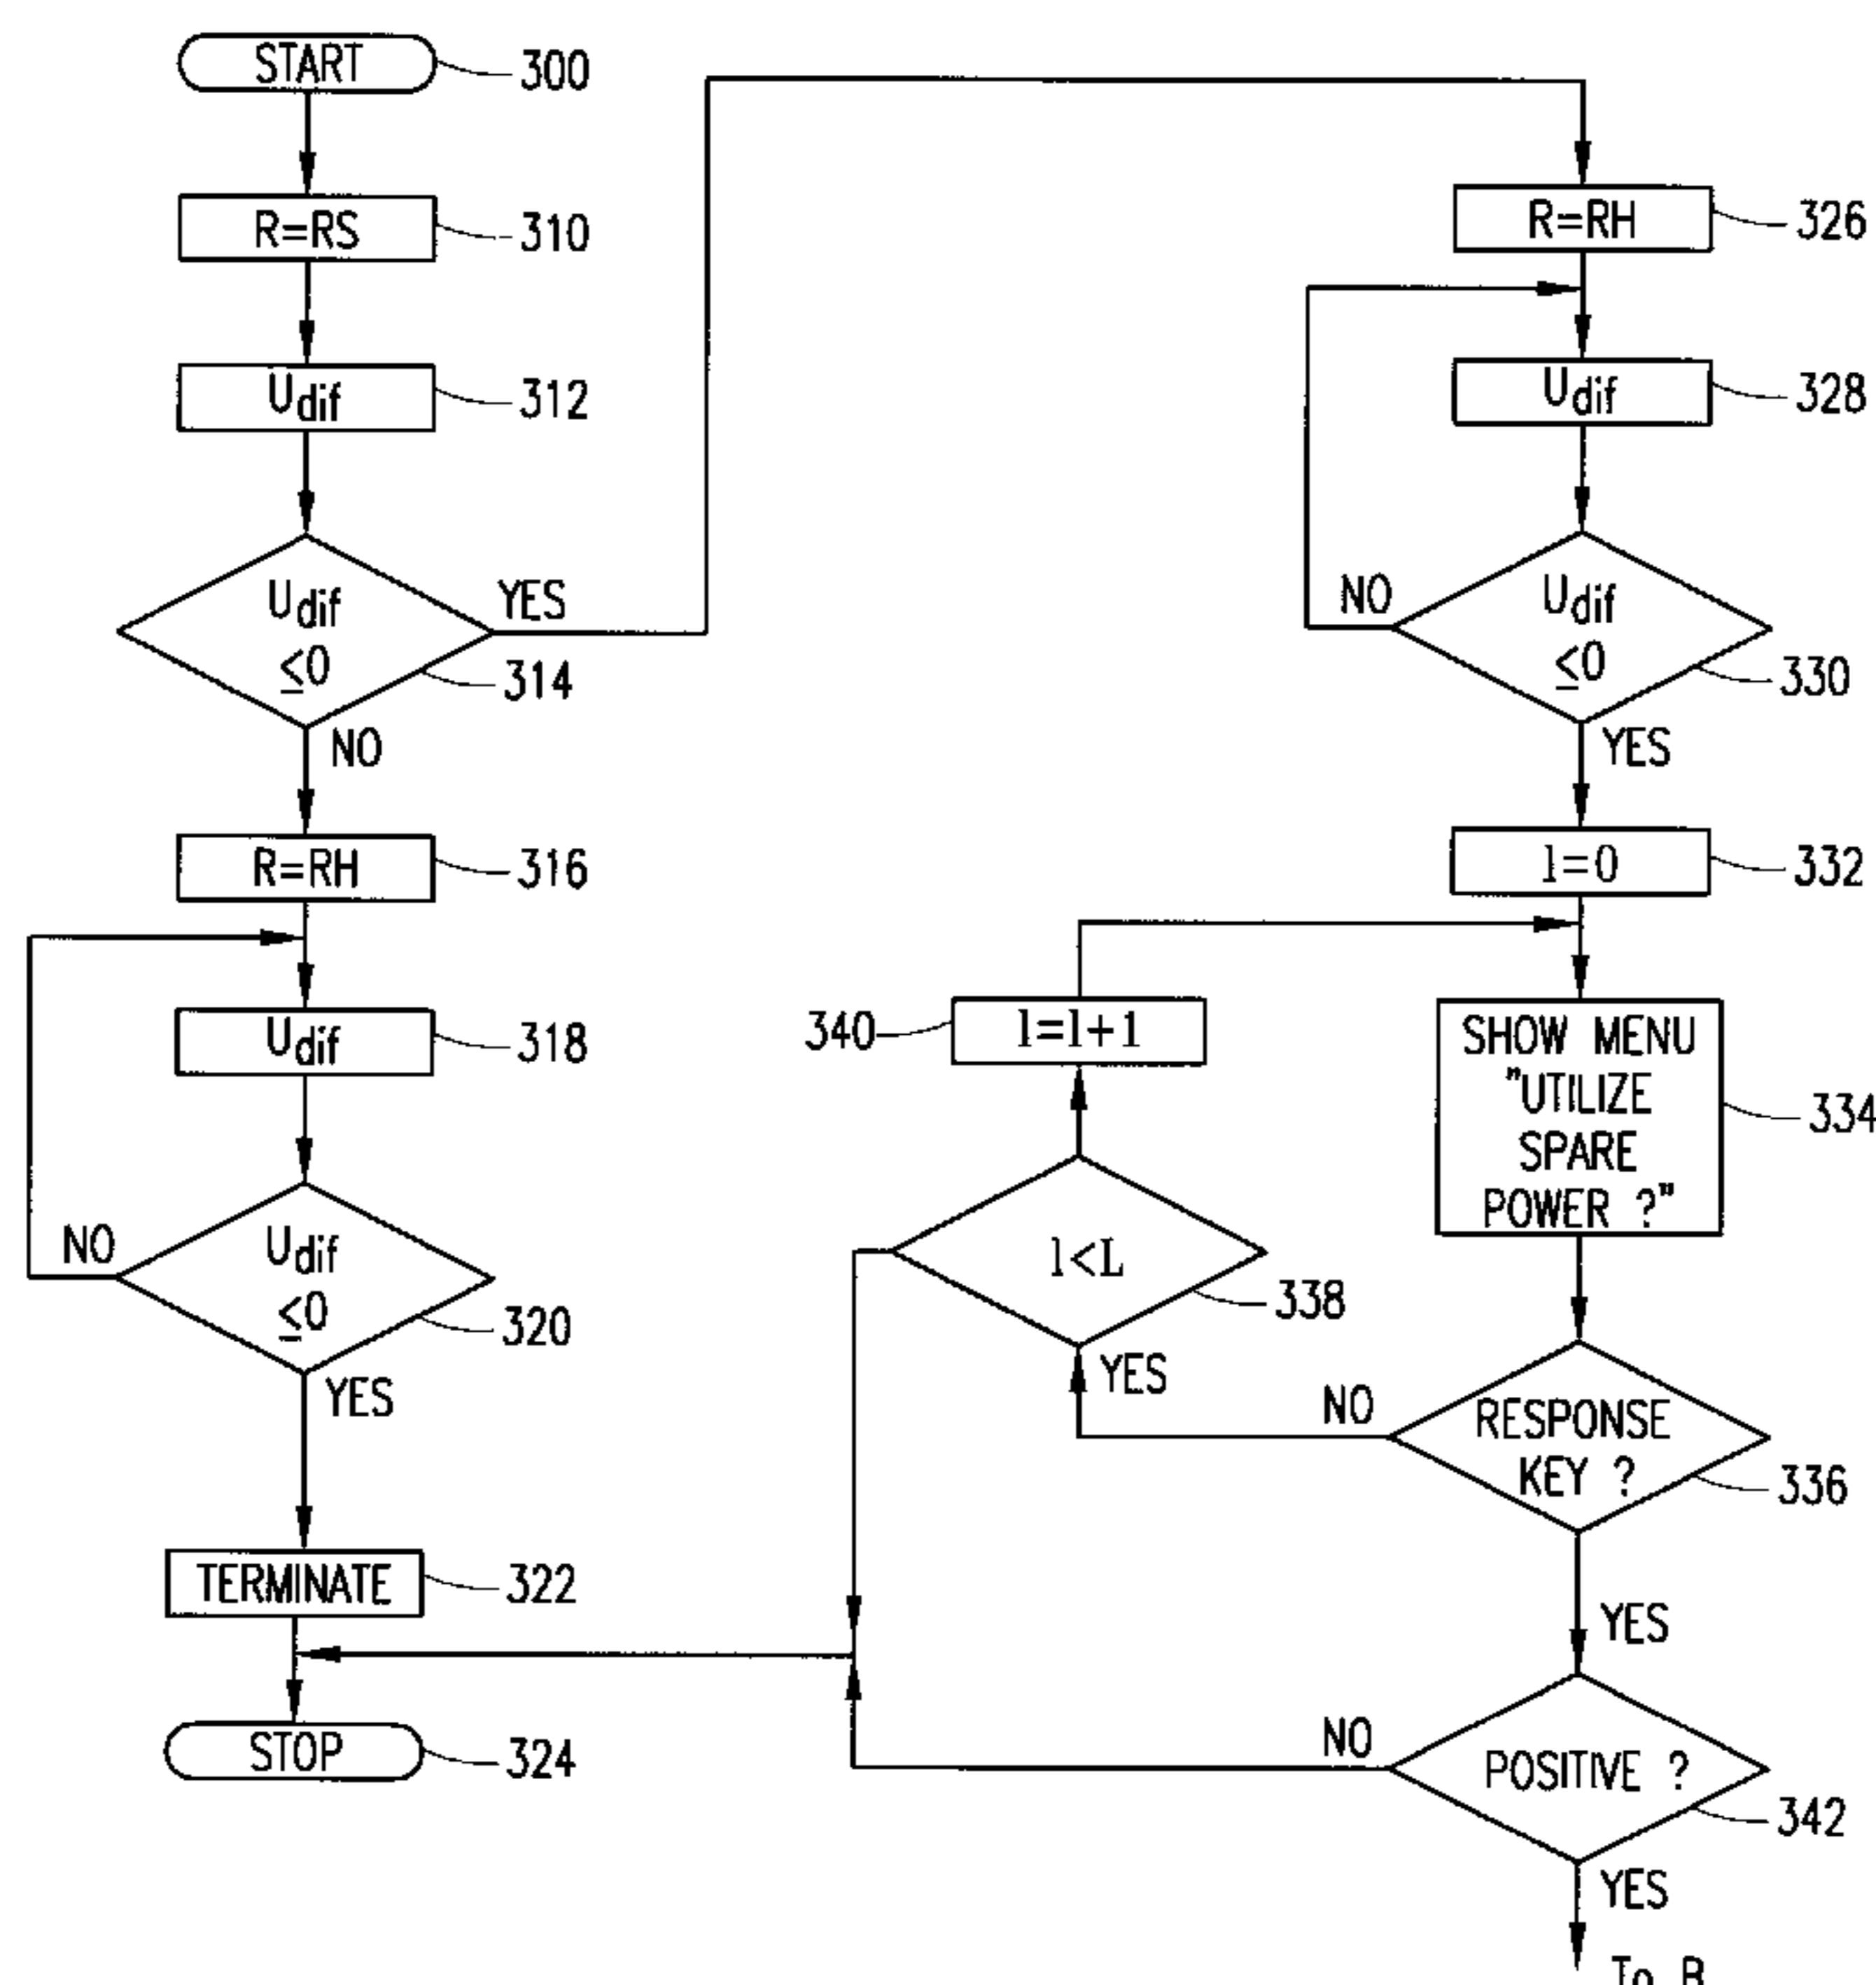 START
300
R=RS
310
Udif
312
Udif
≤0
YES
314
NO
R=RH
316
Udif
318
Udif
≤0
NO
320
YES
TERMINATE
322
STOP
324
R=RH
326
Udif
328
Udif
≤0
NO
330
YES
l=0
332
SHOW MENU
"UTILIZE
SPARE
POWER ?"
334
RESPONSE
KEY ?
NO
336
l<L
338
YES
l=l+1
340
YES
POSITIVE ?
NO
342
YES
To B